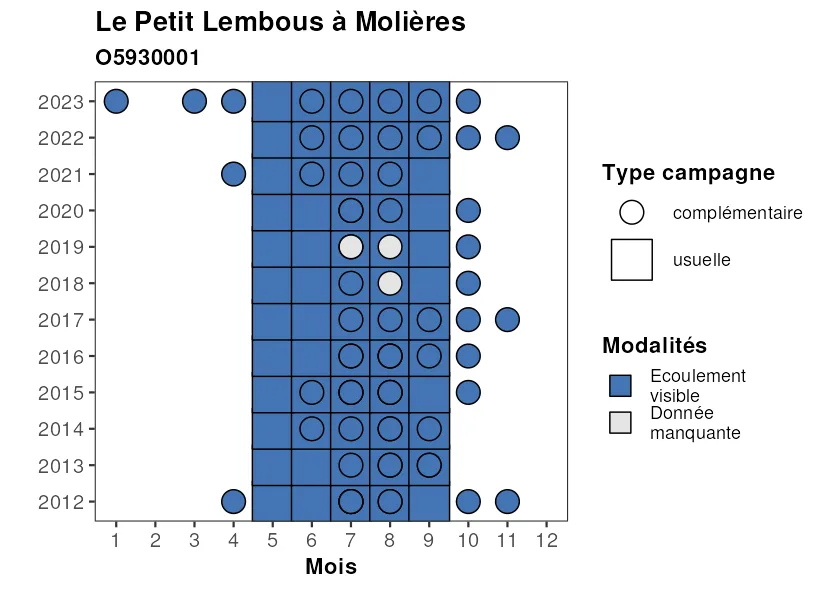 Le Petit Lembous à Molières
O5930001
2023
2022
2021
2020
2019
2018
2017
2016
2015
2014
2013
2012
1 2 3 4 5 6 7 8 9 10 11 12
Mois
Type campagne
complémentaire
usuelle
Modalités
Ecoulement
visible
Donnée
manquante